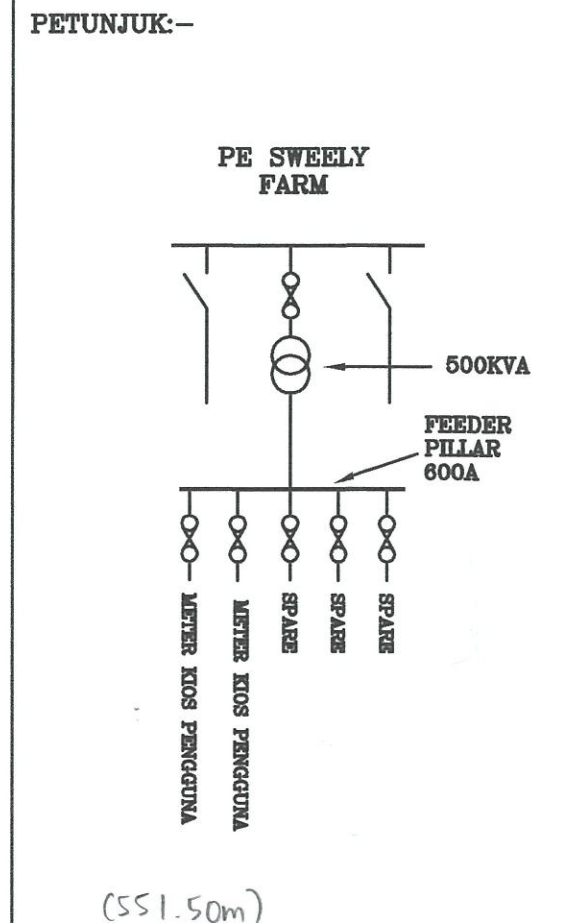 PETUNJUK:–
PE SWEELY
FARM
500KVA
FEEDER
PILLAR
600A
METER KIOS PENGGUNA
METER KIOS PENGGUNA
SPARE
SPARE
SPARE
(551.50m)